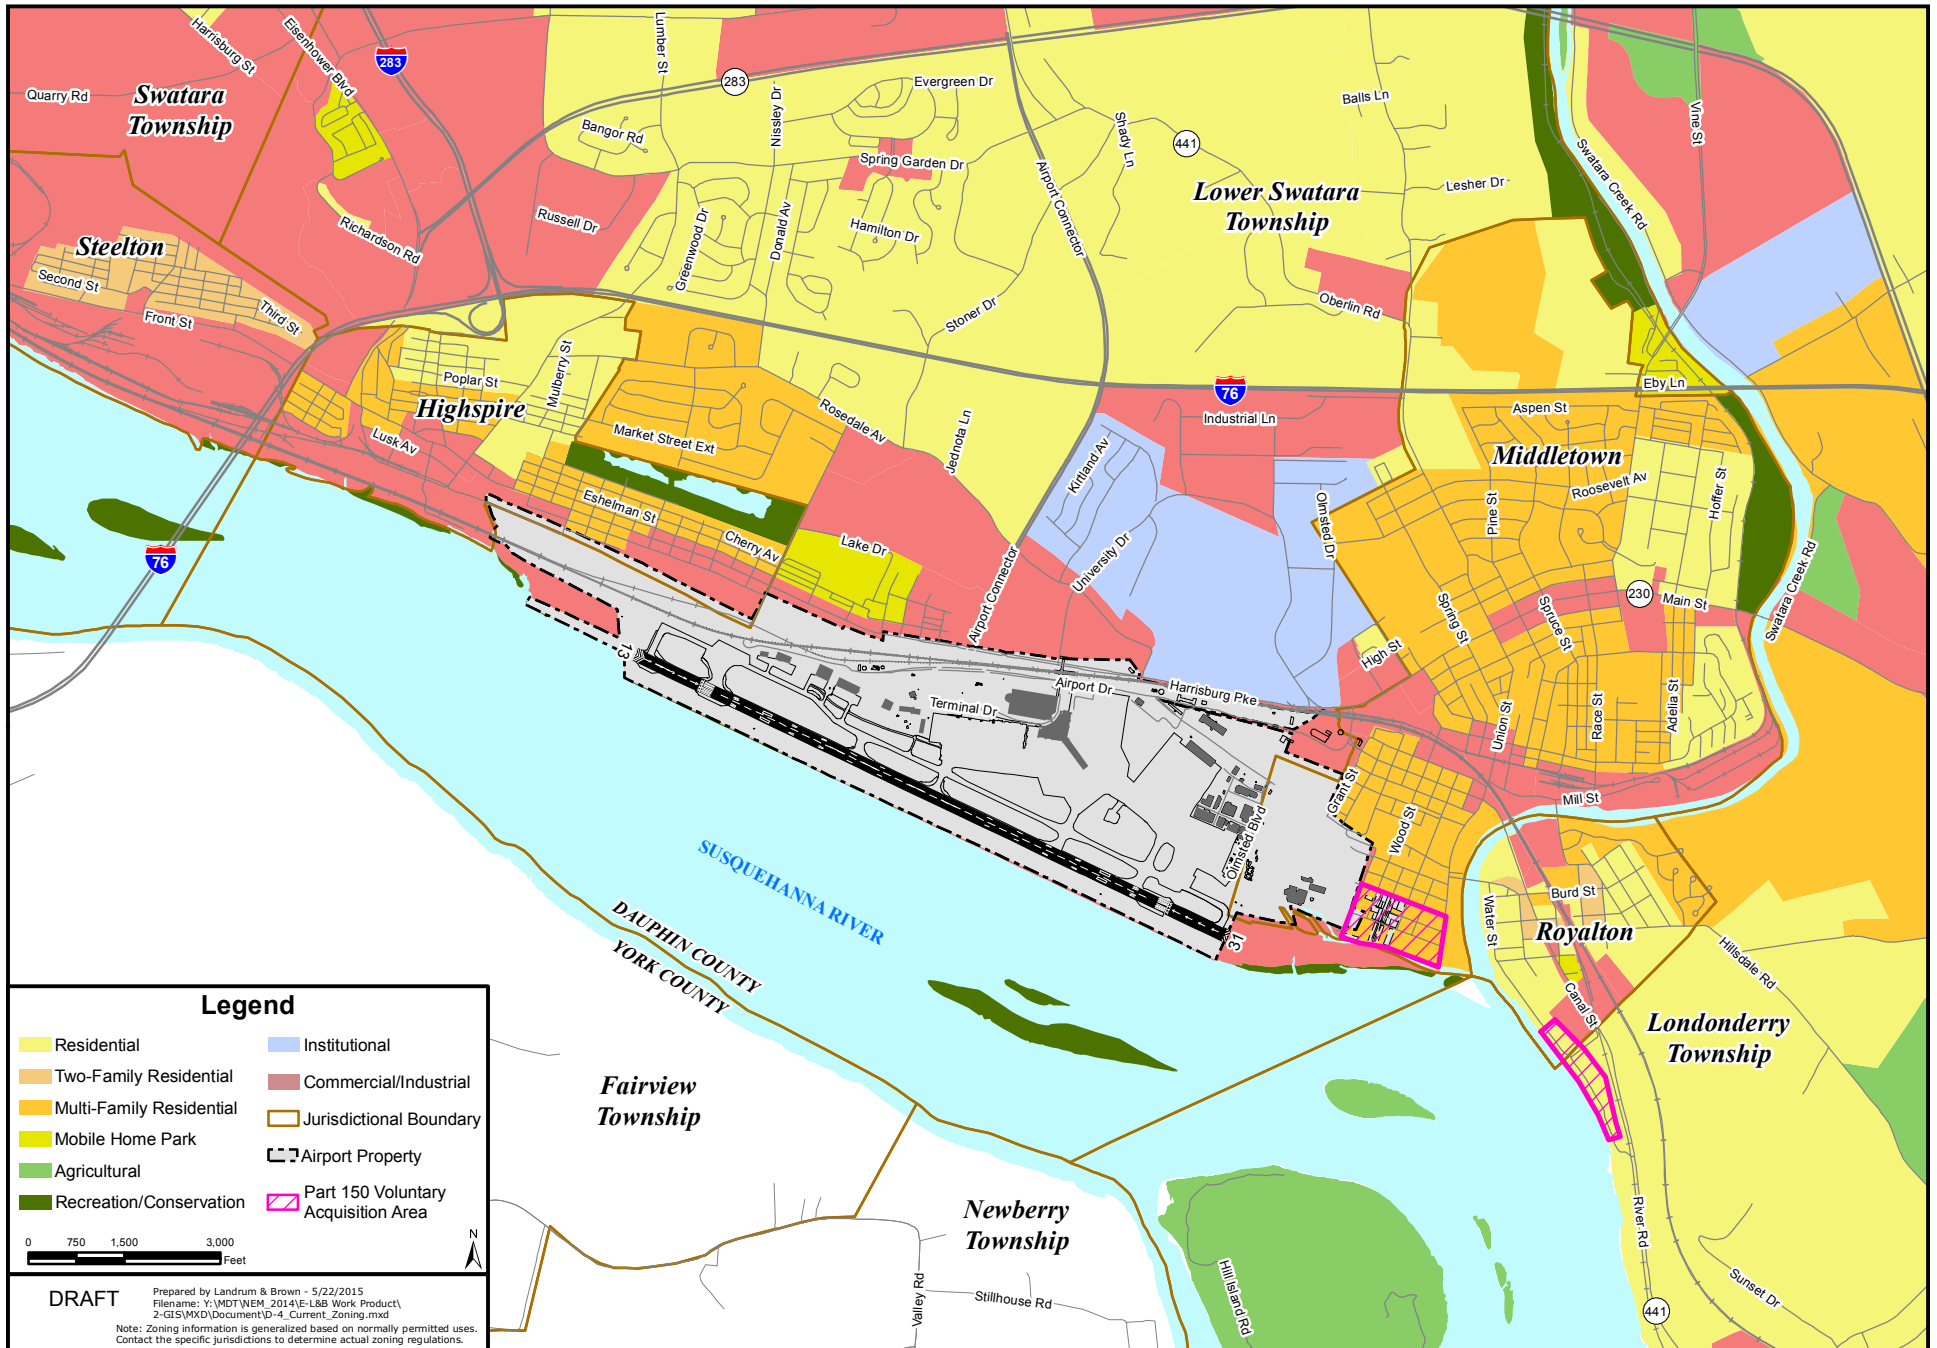 Harrisburg St
Eisenhower Blvd
283
Lumber St
283
Quarry Rd
Swatara
Township
Nissley Dr
Evergreen Dr
Bangor Rd
Spring Garden Dr
Shady Ln
441
Balls Ln
Vine St
Swatara Creek Rd
Lesher Dr
Lower Swatara
Township
Airport Connector
Richardson Rd
Russell Dr
Greenwood Dr
Donald Av
Hamilton Dr
Steelton
Second St
Third St
Front St
Stoner Dr
Oberlin Rd
Poplar St
Mulberry St
Highspire
Lusk Av
Market Street Ext
Rosedale Av
Jednota Ln
76
Industrial Ln
Kirtland Av
Eby Ln
Aspen St
Middletown
Roosevelt Av
Pine St
Hoffer St
Eshelman St
Cherry Av
Lake Dr
Airport Connector
University Dr
Olmsted Dr
76
Swatara Creek Rd
230
Main St
Spring St
Spruce St
High St
13
Terminal Dr
Airport Dr
Harrisburg Pke
Union St
Race St
Adelia St
Mill St
Grant St
Wood St
Olmsted Blvd
31
SUSQUEHANNA RIVER
DAUPHIN COUNTY
YORK COUNTY
Water St
Burd St
Royalton
Canal St
Hillsdale Rd
Londonderry
Township
Fairview
Township
Newberry
Township
Valley Rd
Stillhouse Rd
Hill Island Rd
River Rd
441
Sunset Dr
Legend
Residential
Two-Family Residential
Multi-Family Residential
Mobile Home Park
Agricultural
Recreation/Conservation
Institutional
Commercial/Industrial
Jurisdictional Boundary
Airport Property
Part 150 Voluntary
Acquisition Area
0 750 1,500 3,000
Feet
N
DRAFT
Prepared by Landrum & Brown - 5/22/2015
Filename: Y:\MDT\NEM_2014\E-L&B Work Product\
2-GIS\MXD\Document\D-4_Current_Zoning.mxd
Note: Zoning information is generalized based on normally permitted uses.
Contact the specific jurisdictions to determine actual zoning regulations.